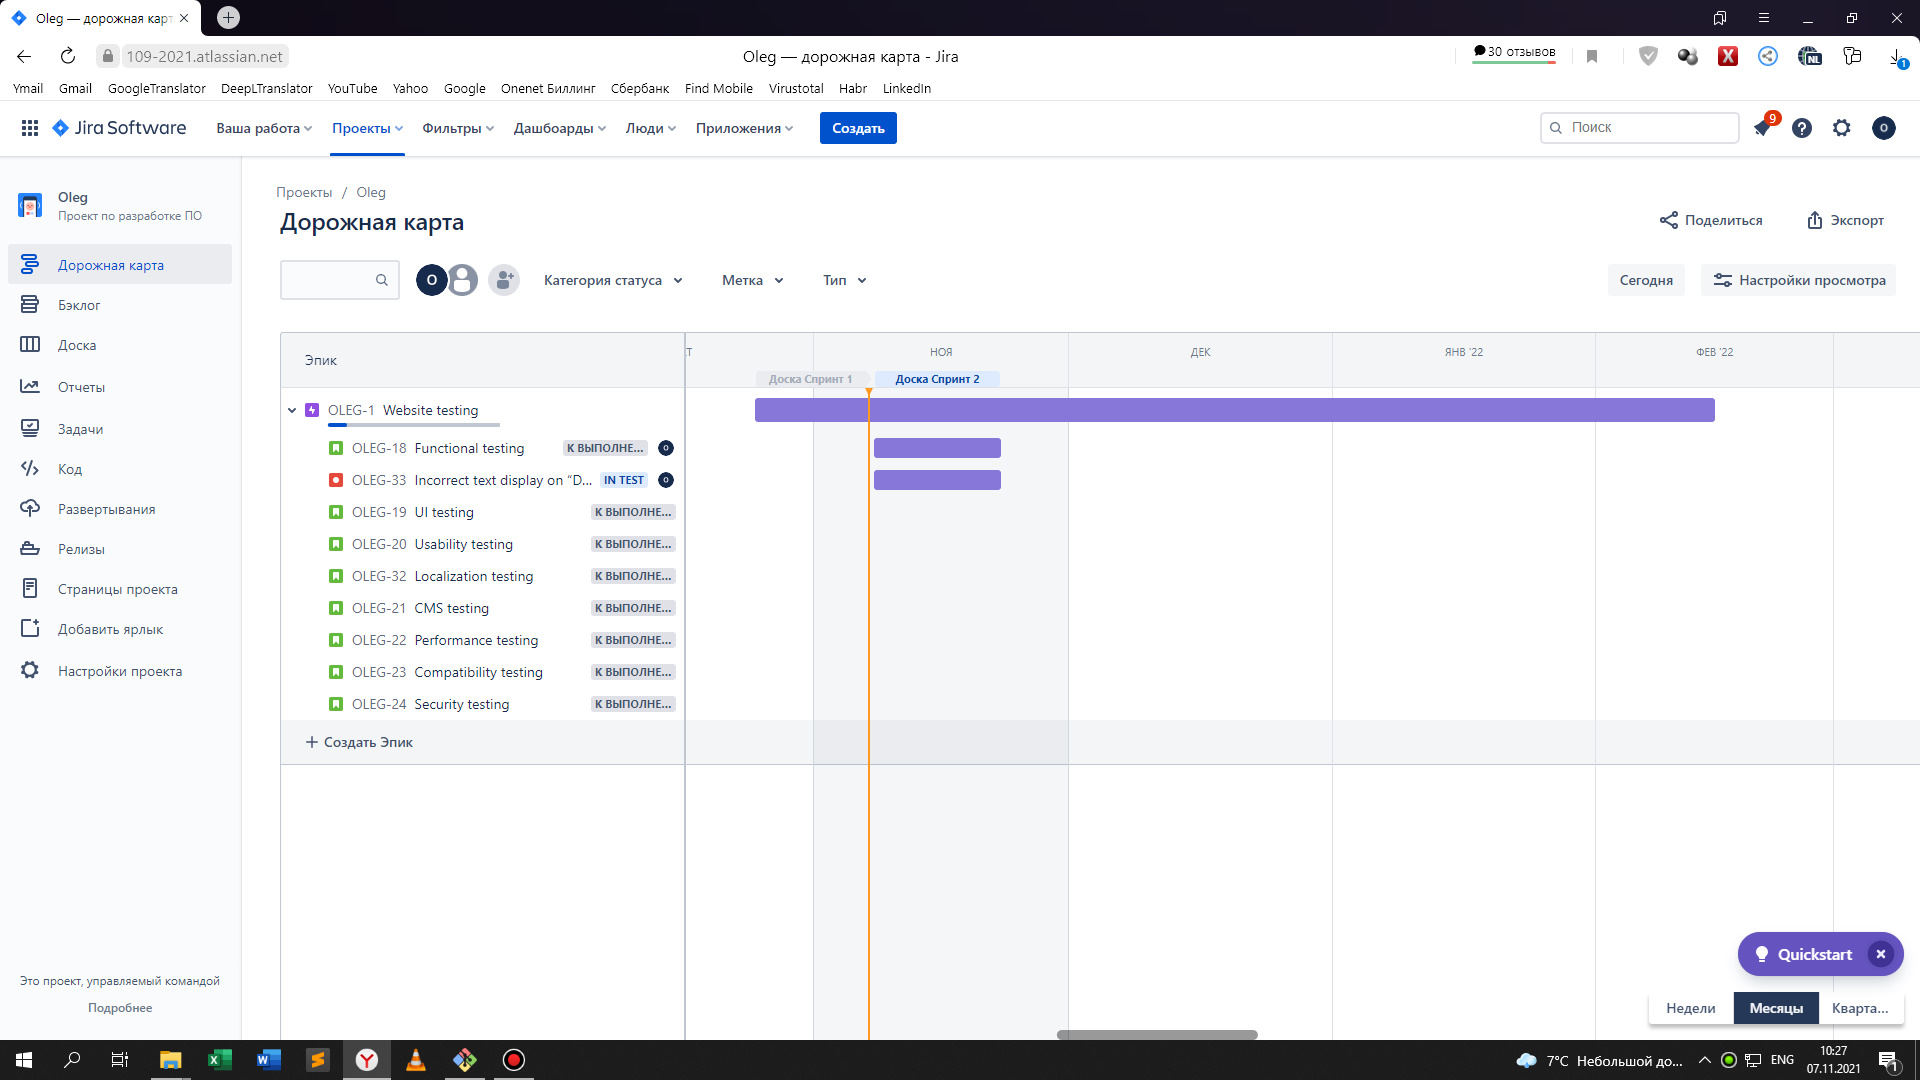 Oleg — дорожная карт
109-2021.atlassian.net
Oleg — дорожная карта - Jira
30 отзывов
1
Ymail Gmail GoogleTranslator DeepLTranslator YouTube Yahoo Google Onenet Биллинг Сбербанк Find Mobile Virustotal Habr LinkedIn
Jira Software Ваша работа Проекты Фильтры Дашборды Люди Приложения Создать
Поиск
9
O
Oleg
Проект по разработке ПО
Дорожная карта
Бэклог
Доска
Отчеты
Задачи
Код
Развертывания
Релизы
Страницы проекта
Добавить ярлык
Настройки проекта
Это проект, управляемый командой
Подробнее
Проекты / Oleg
Дорожная карта
Поделиться Экспорт
O Категория статуса Метка Тип
Сегодня Настройки просмотра
Эпик
Т НОЯ ДЕК ЯНВ '22 ФЕВ '22
Доска Спринт 1 Доска Спринт 2
OLEG-1 Website testing
OLEG-18 Functional testing К ВЫПОЛНЕ... O
OLEG-33 Incorrect text display on “D... IN TEST O
OLEG-19 UI testing К ВЫПОЛНЕ...
OLEG-20 Usability testing К ВЫПОЛНЕ...
OLEG-32 Localization testing К ВЫПОЛНЕ...
OLEG-21 CMS testing К ВЫПОЛНЕ...
OLEG-22 Performance testing К ВЫПОЛНЕ...
OLEG-23 Compatibility testing К ВЫПОЛНЕ...
OLEG-24 Security testing К ВЫПОЛНЕ...
Создать Эпик
Quickstart
Недели Месяцы Кварта...
7°C Небольшой до... ENG
10:27
07.11.2021
1